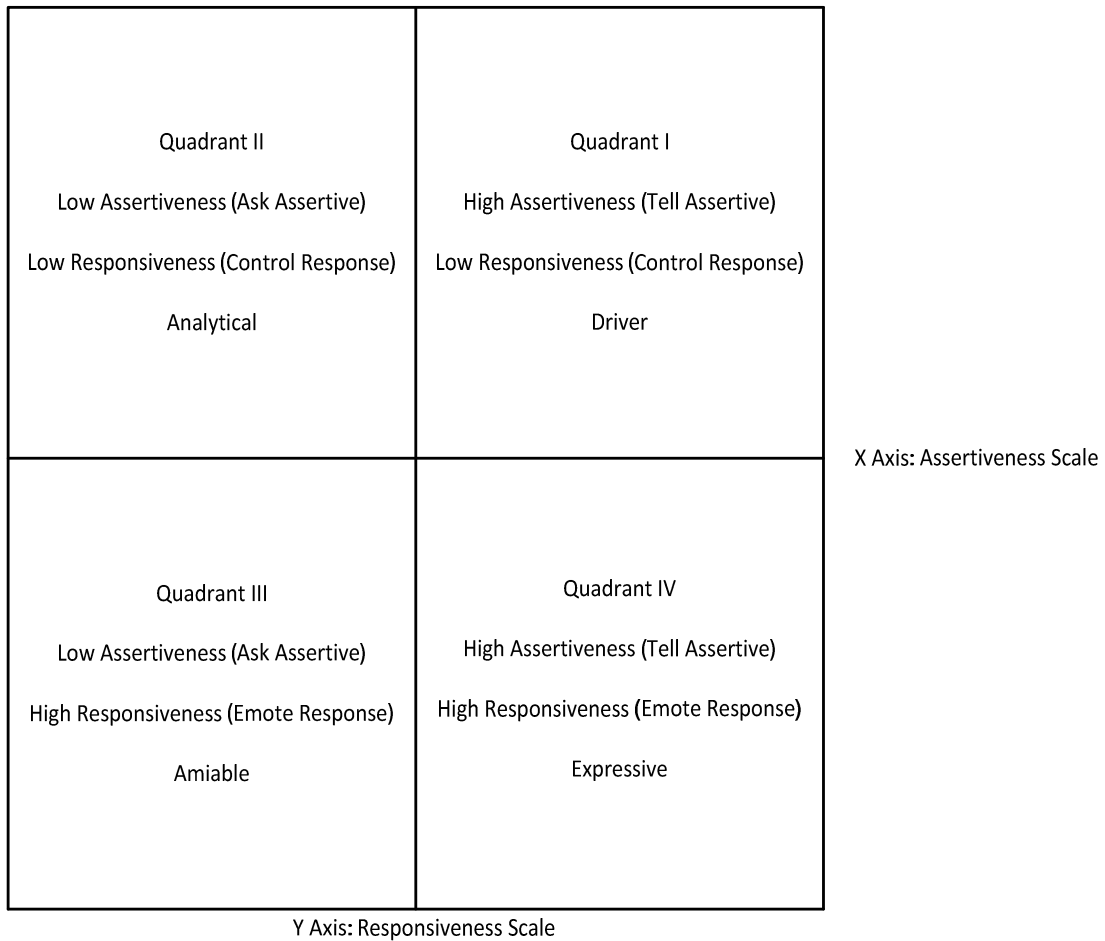 Quadrant II
Low Assertiveness (Ask Assertive)
Low Responsiveness (Control Response)
Analytical
Quadrant I
High Assertiveness (Tell Assertive)
Low Responsiveness (Control Response)
Driver
X Axis: Assertiveness Scale
Quadrant III
Low Assertiveness (Ask Assertive)
High Responsiveness (Emote Response)
Amiable
Quadrant IV
High Assertiveness (Tell Assertive)
High Responsiveness (Emote Response)
Expressive
Y Axis: Responsiveness Scale